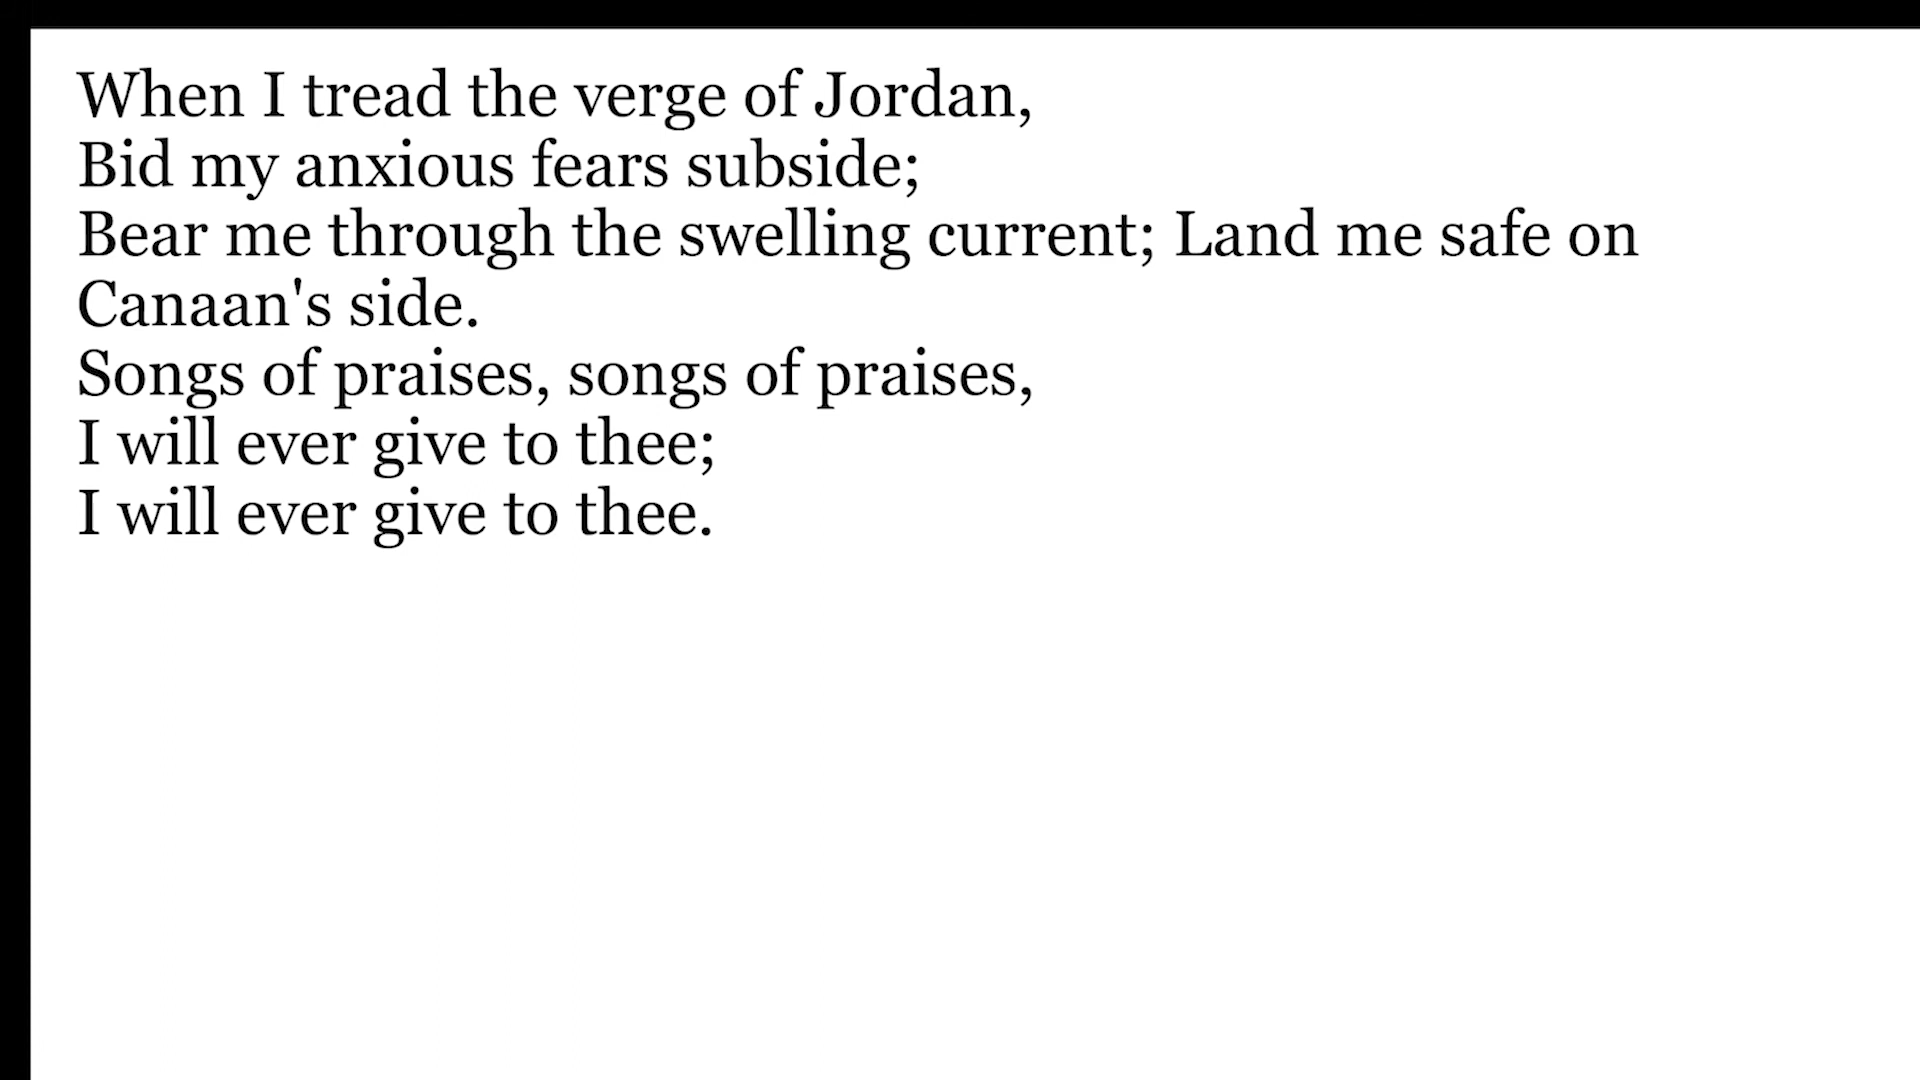 When I tread the verge of Jordan,
Bid my anxious fears subside;
Bear me through the swelling current; Land me safe on
Canaan's side.
Songs of praises, songs of praises,
I will ever give to thee;
I will ever give to thee.